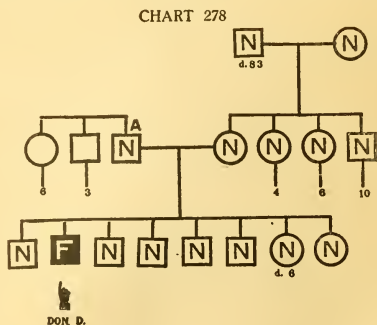 CHART 278
N N
d. 83
A
N N N N N
6 3 4 6 10
N F N N N N N N
d. 6
DON D.